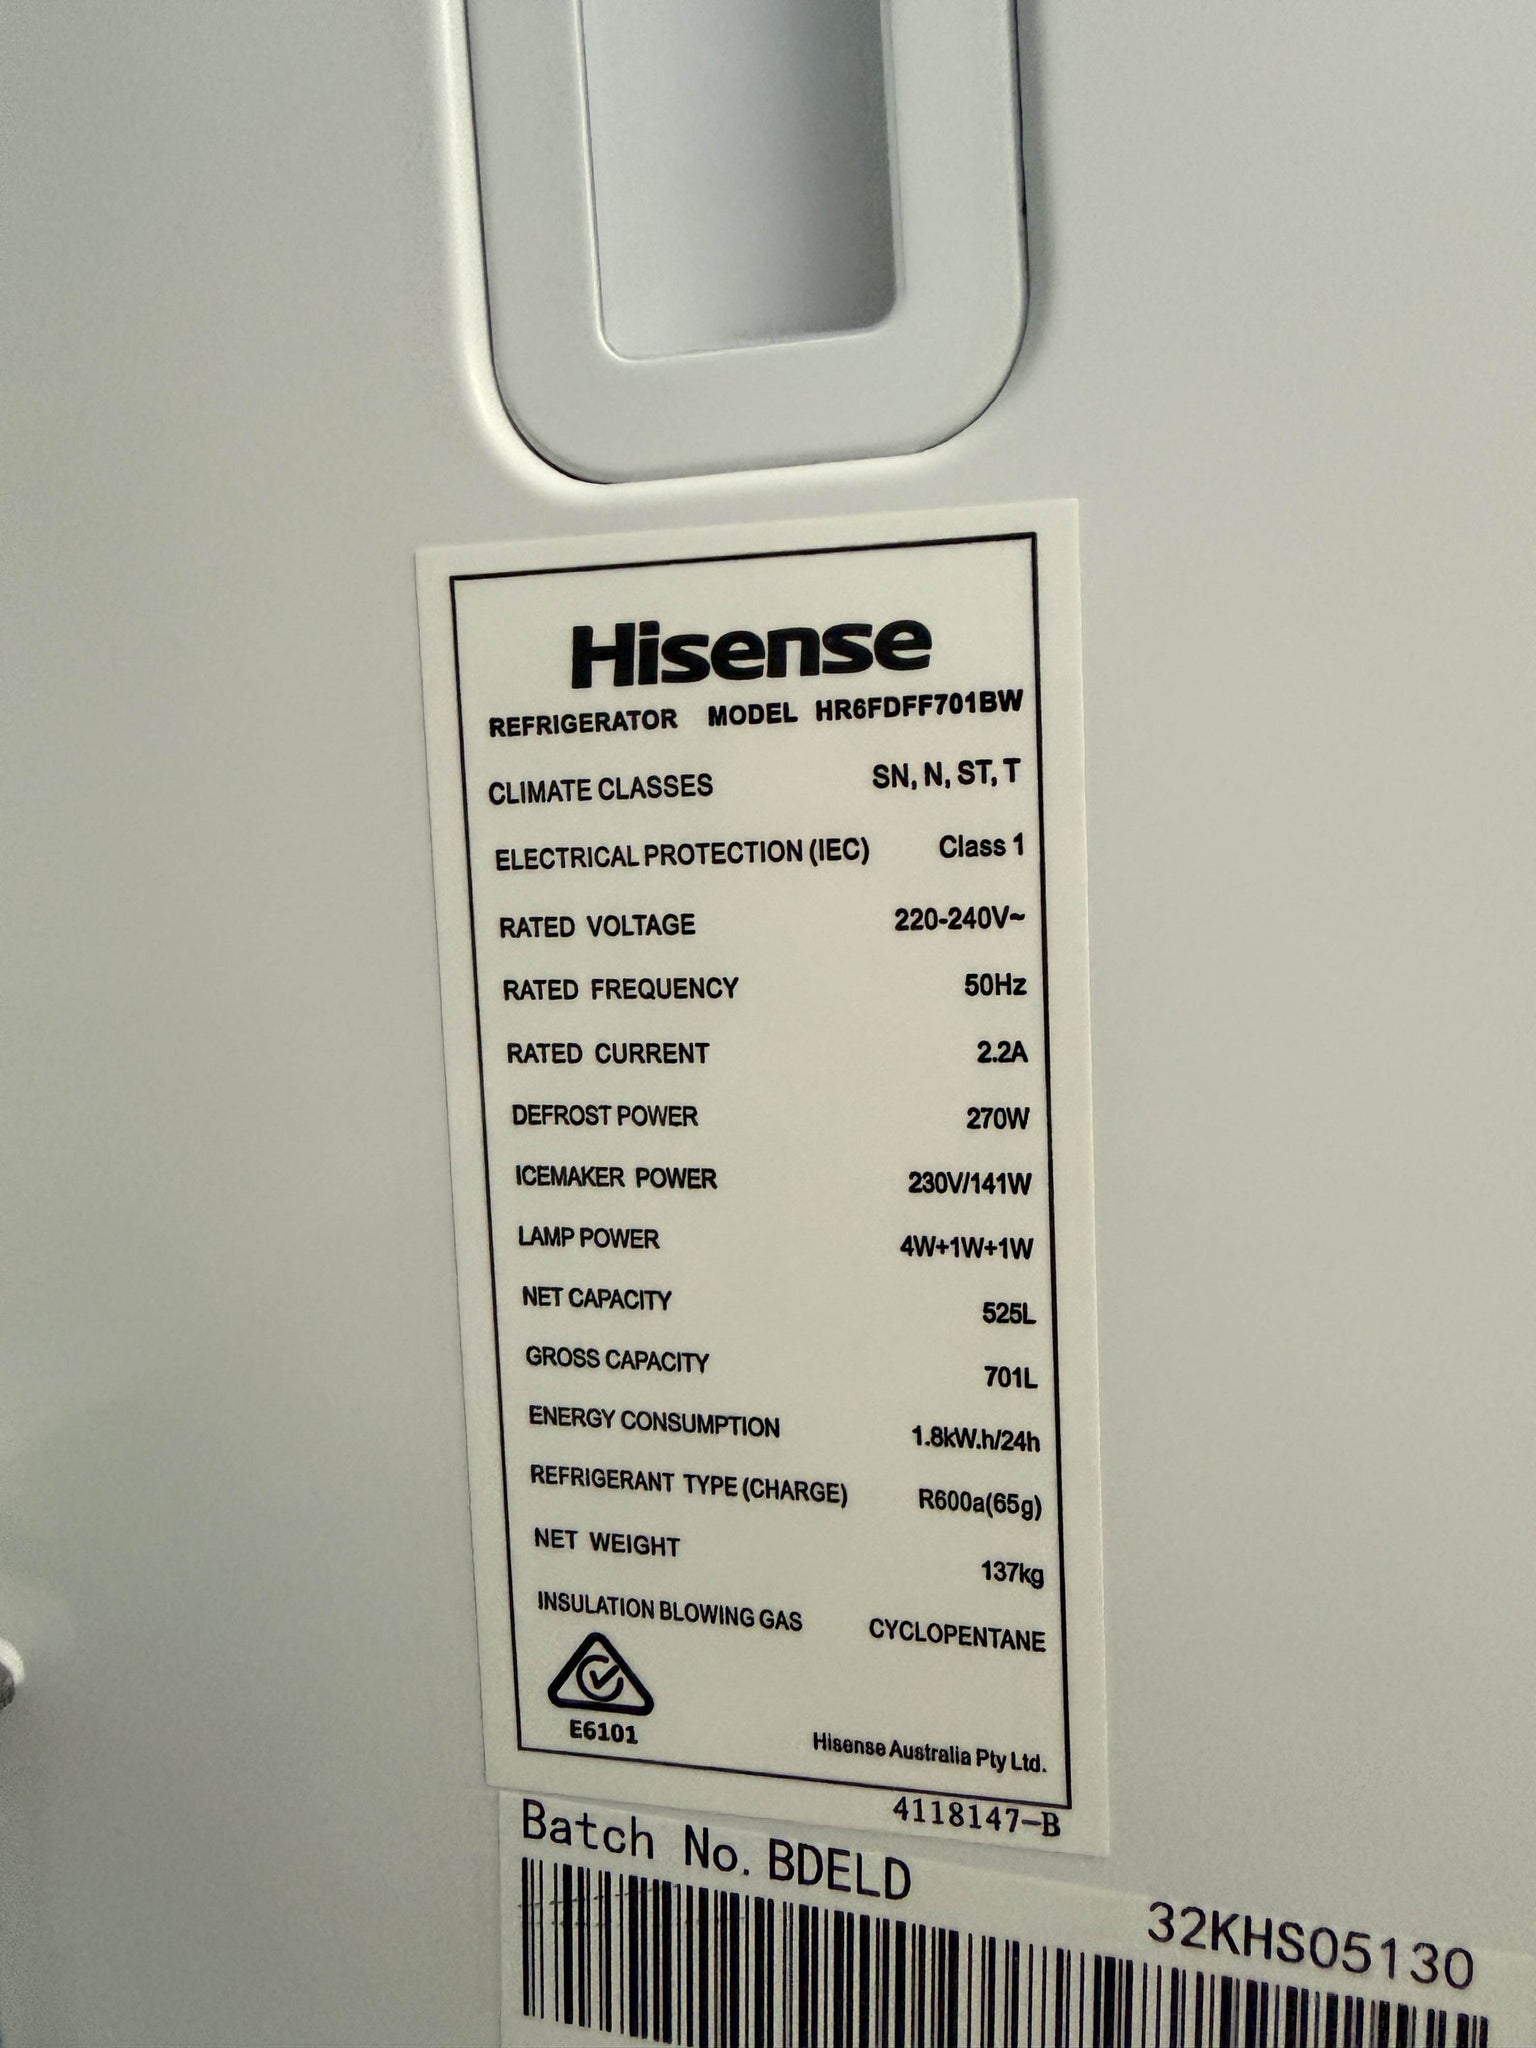 Hisense
REFRIGERATOR MODEL HR6FDFF701BW
CLIMATE CLASSES SN, N, ST, T
ELECTRICAL PROTECTION (IEC) Class 1
RATED VOLTAGE 220-240V~
RATED FREQUENCY 50Hz
RATED CURRENT 2.2A
DEFROST POWER 270W
ICEMAKER POWER 230V/141W
LAMP POWER 4W+1W+1W
NET CAPACITY 525L
GROSS CAPACITY 701L
ENERGY CONSUMPTION 1.8kW.h/24h
REFRIGERANT TYPE (CHARGE) R600a(65g)
NET WEIGHT 137kg
INSULATION BLOWING GAS CYCLOPENTANE
E6101
Hisense Australia Pty Ltd.
4118147-B
Batch No. BDELD
32KHS05130